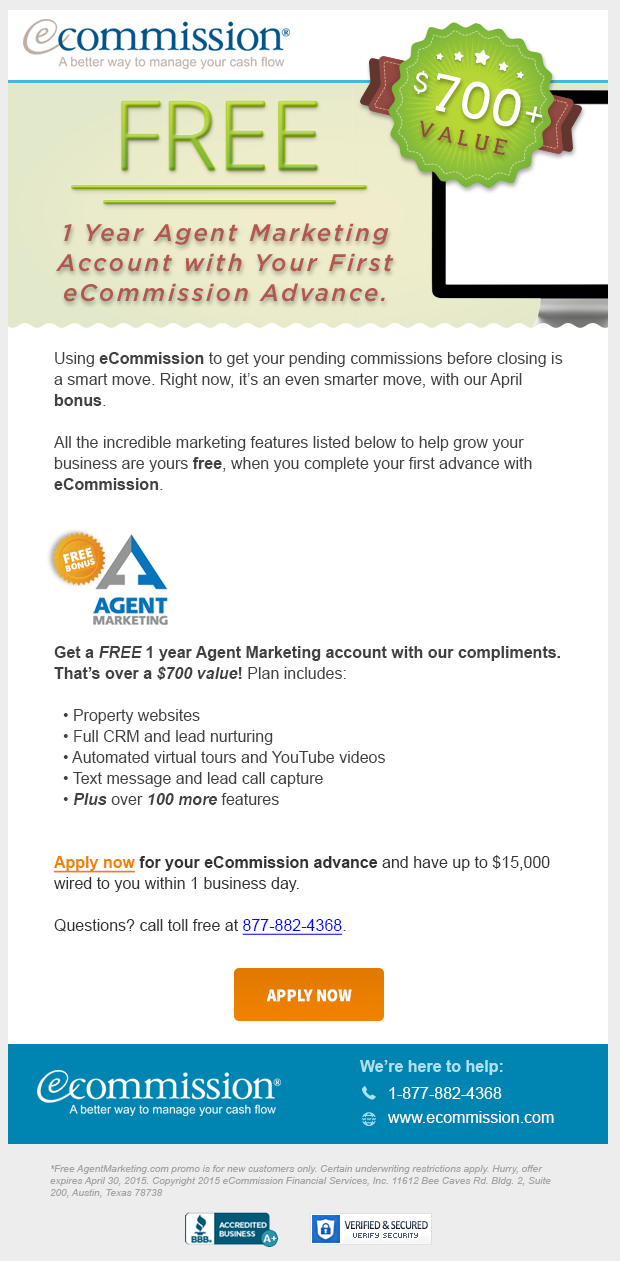 ecommission®
A better way to manage your cash flow
$700+
VALUE
FREE
1 Year Agent Marketing
Account with Your First
eCommission Advance.
Using eCommission to get your pending commissions before closing is
a smart move. Right now, it’s an even smarter move, with our April
bonus.
All the incredible marketing features listed below to help grow your
business are yours free, when you complete your first advance with
eCommission.
FREE
BONUS
AGENT
MARKETING
Get a FREE 1 year Agent Marketing account with our compliments.
That’s over a $700 value! Plan includes:
• Property websites
• Full CRM and lead nurturing
• Automated virtual tours and YouTube videos
• Text message and lead call capture
• Plus over 100 more features
Apply now for your eCommission advance and have up to $15,000
wired to you within 1 business day.
Questions? call toll free at 877-882-4368.
APPLY NOW
ecommission®
A better way to manage your cash flow
We’re here to help:
1-877-882-4368
www.ecommission.com
*Free AgentMarketing.com promo is for new customers only. Certain underwriting restrictions apply. Hurry, offer
expires April 30, 2015. Copyright 2015 eCommission Financial Services, Inc. 11612 Bee Caves Rd. Bldg. 2, Suite
200, Austin, Texas 78738
BBB.
ACCREDITED
BUSINESS
A+
VERIFIED & SECURED
VERIFY SECURITY